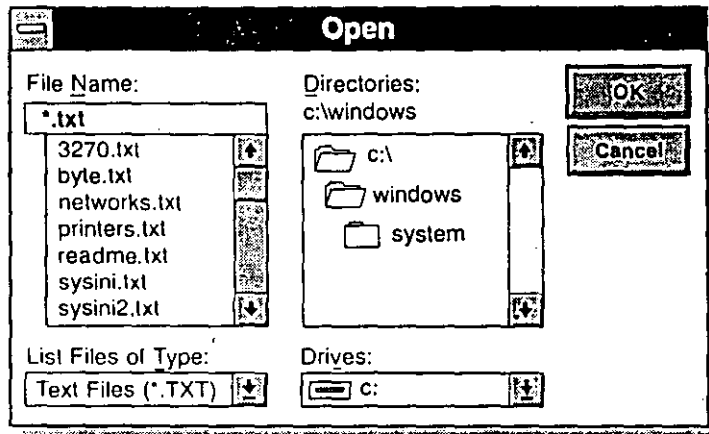 Open
File Name:
*.txt
3270.txt
byte.txt
networks.txt
printers.txt
readme.txt
sysini.txt
sysini2.txt
List Files of Type:
Text Files (*.TXT)
Directories:
c:\windows
c:\
windows
system
Drives:
c:
OK
Cancel